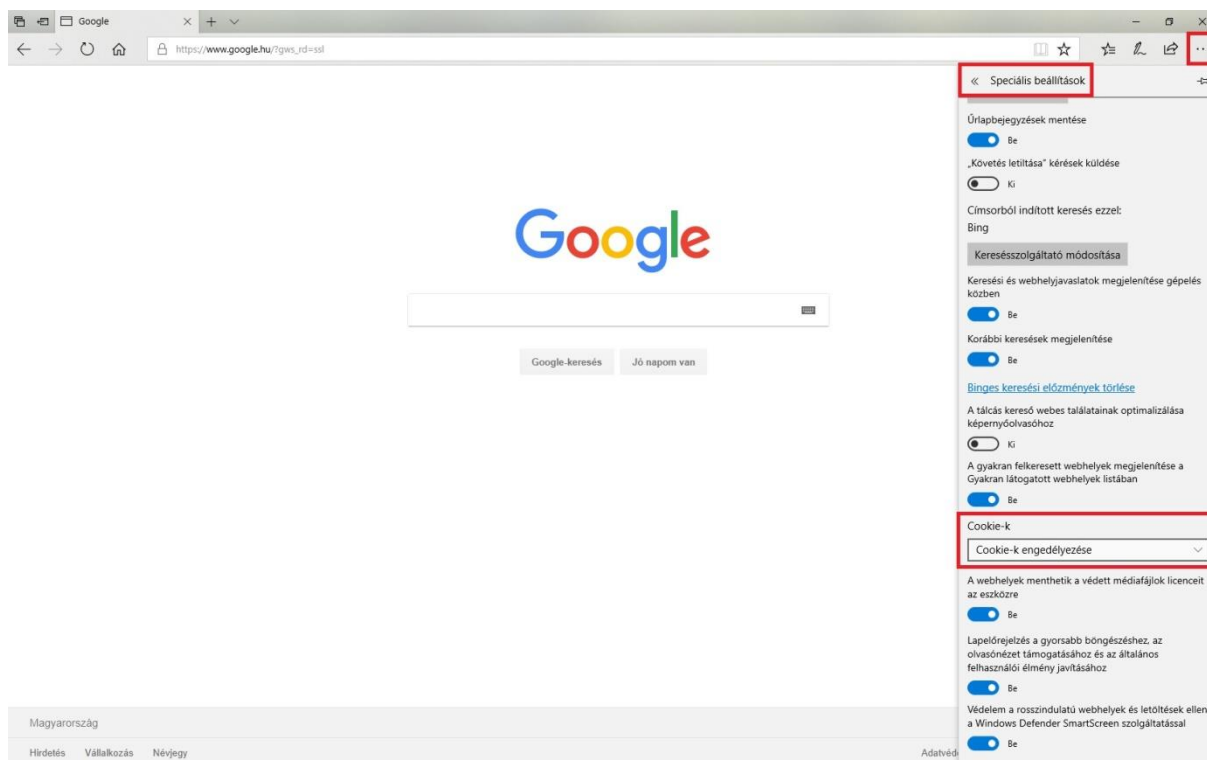 Google
https://www.google.hu/?gws_rd=ssl
Speciális beállítások
Űrlapbejegyzések mentése
Be
„Követés letiltása" kérések küldése
Ki
Címsorból indított keresés ezzel:
Bing
Keresésszolgáltató módosítása
Keresési és webhelyjavaslatok megjelenítése gépelés
közben
Be
Korábbi keresések megjelenítése
Be
Binges keresési előzmények törlése
A tálcás kereső webes találatainak optimalizálása
képernyőolvasóhoz
Ki
A gyakran felkeresett webhelyek megjelenítése a
Gyakran látogatott webhelyek listában
Be
Cookie-k
Cookie-k engedélyezése
A webhelyek menthetik a védett médiafájlok licenceit
az eszközre
Be
Lapelőrejelzés a gyorsabb böngészéshez, az
olvasónézet támogatásához és az általános
felhasználói élmény javításához
Be
Védelem a rosszindulatú webhelyek és letöltések ellen
a Windows Defender SmartScreen szolgáltatással
Be
Google
Google-keresés Jó napom van
Magyarország
Hirdetés Vállalkozás Névjegy Adatvéd